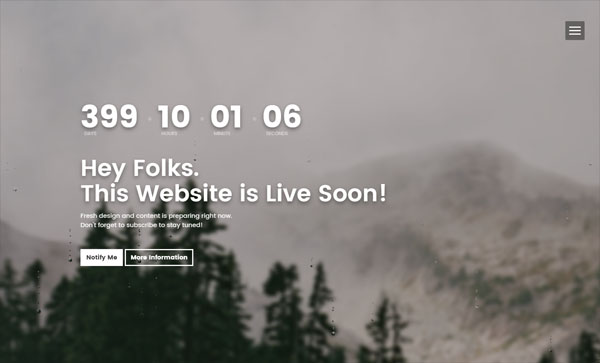 399 10 01 06
DAYS HOURS MINUTE SECONDS
Hey Folks.
This Website is Live Soon!
Fresh design and content is preparing right now.
Don't forget to subscribe to stay tuned!
Notify Me More Information